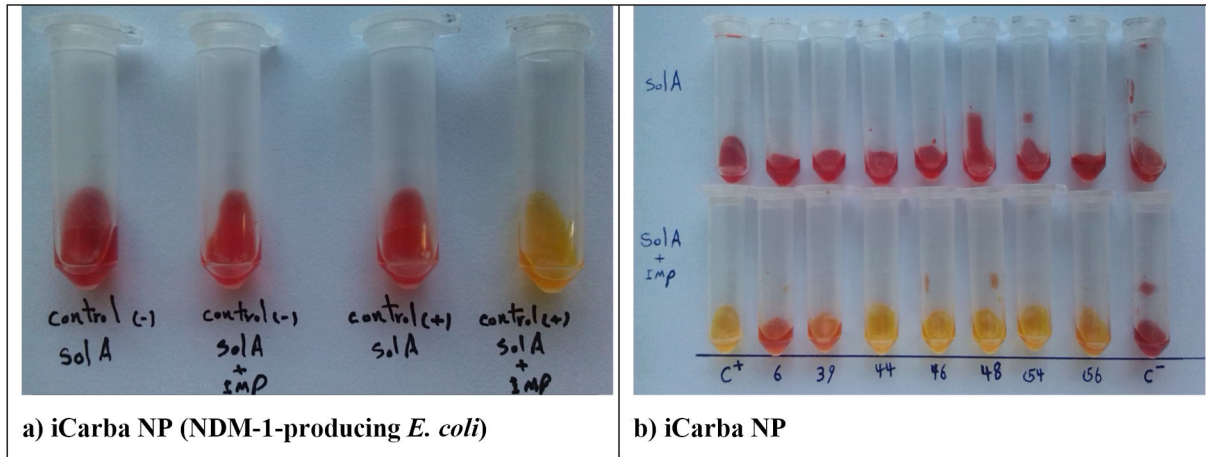 control (-)
sol A
control (-)
sol A
+
IMP
control (+)
sol A
control (+)
sol A
+
IMP
a) iCarba NP (NDM-1-producing E. coli)
sol A
sol A
+
IMP
C+ 6 39 44 46 48 54 56 C-
b) iCarba NP